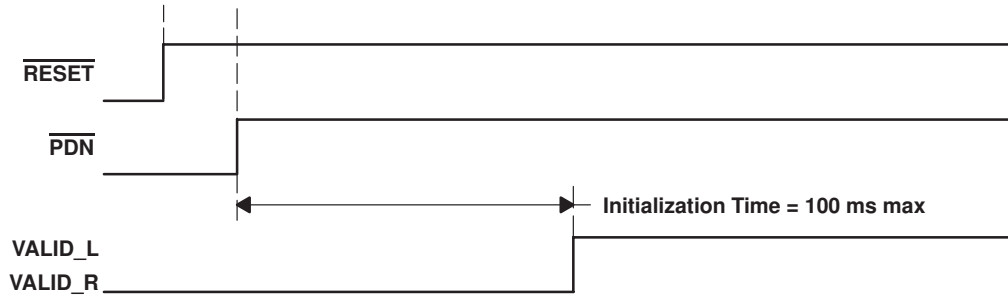 RESET
PDN
Initialization Time = 100 ms max
VALID_L
VALID_R